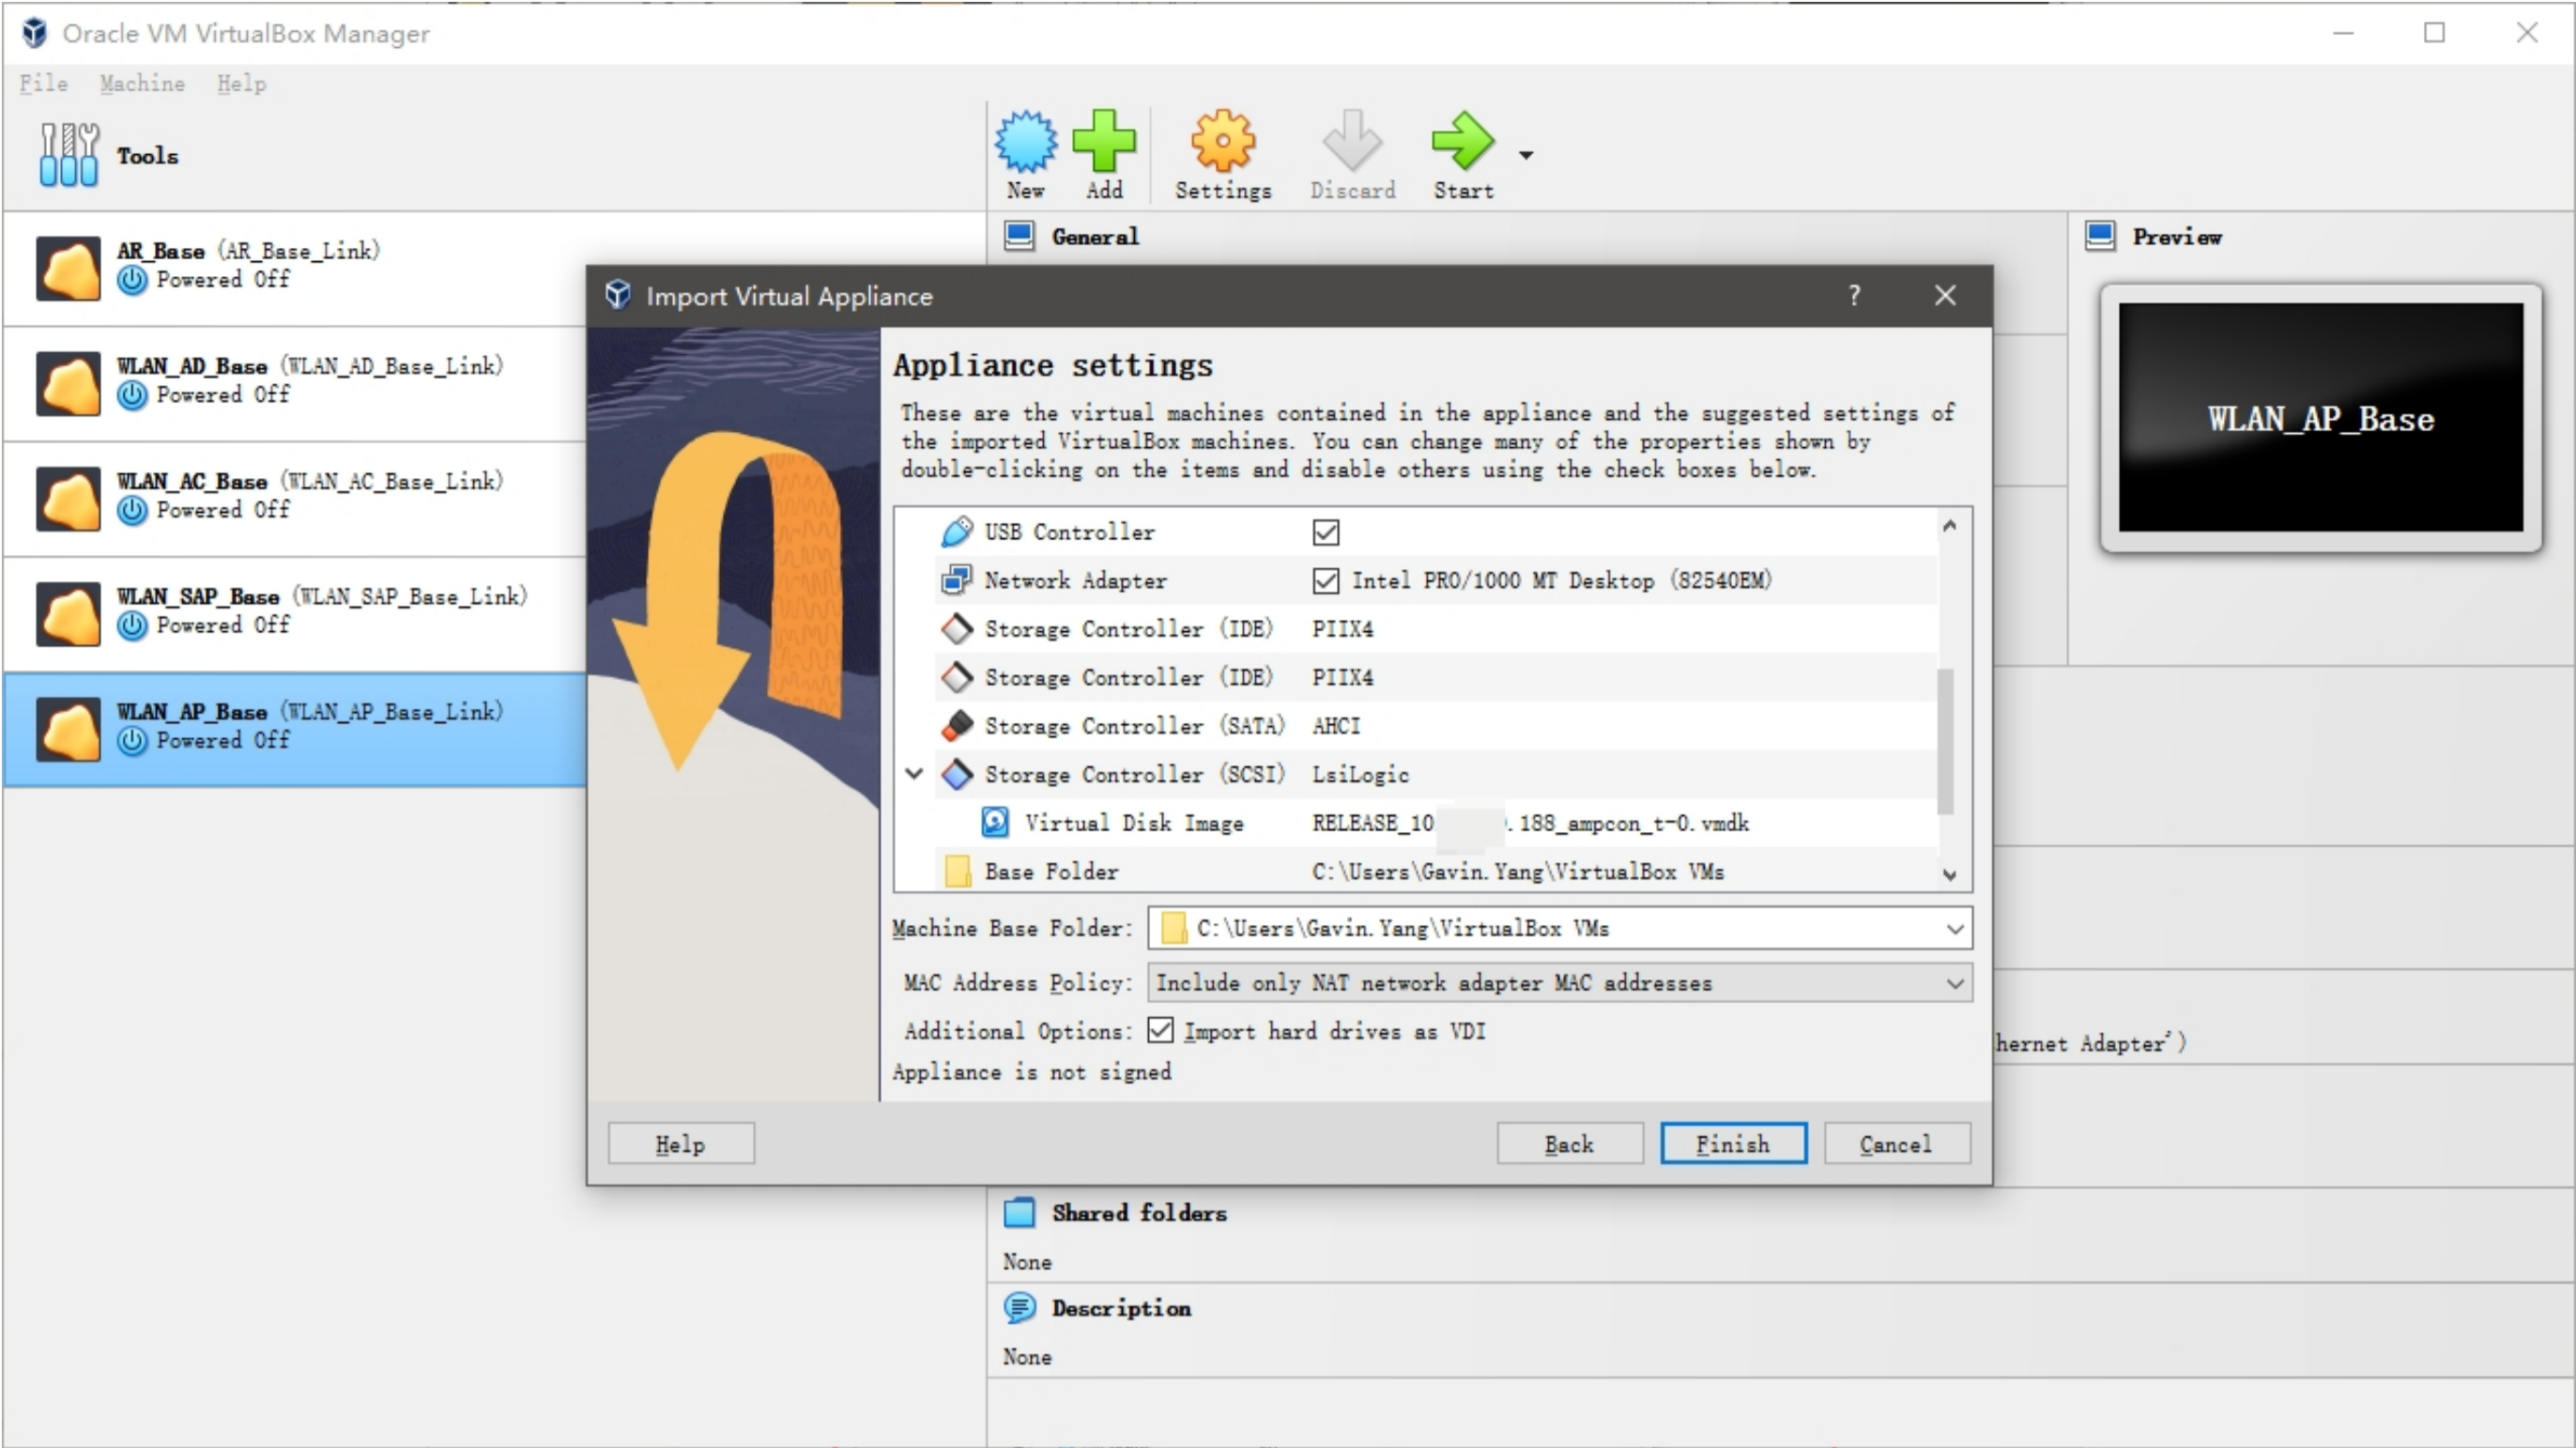 Oracle VM VirtualBox Manager
File Machine Help
Tools
New Add Settings Discard Start
AR_Base (AR_Base_Link)
Powered Off
WLAN_AD_Base (WLAN_AD_Base_Link)
Powered Off
WLAN_AC_Base (WLAN_AC_Base_Link)
Powered Off
WLAN_SAP_Base (WLAN_SAP_Base_Link)
Powered Off
WLAN_AP_Base (WLAN_AP_Base_Link)
Powered Off
General
Preview
WLAN_AP_Base
Import Virtual Appliance
?
Appliance settings
These are the virtual machines contained in the appliance and the suggested settings of
the imported VirtualBox machines. You can change many of the properties shown by
double-clicking on the items and disable others using the check boxes below.
USB Controller
Network Adapter Intel PRO/1000 MT Desktop (82540EM)
Storage Controller (IDE) PIIX4
Storage Controller (IDE) PIIX4
Storage Controller (SATA) AHCI
Storage Controller (SCSI) LsiLogic
Virtual Disk Image RELEASE_10 .188_ampcon_t-0.vmdk
Base Folder C:\Users\Gavin.Yang\VirtualBox VMs
Machine Base Folder: C:\Users\Gavin.Yang\VirtualBox VMs
MAC Address Policy: Include only NAT network adapter MAC addresses
Additional Options: Import hard drives as VDI
Appliance is not signed
Help Back Finish Cancel
hernet Adapter')
Shared folders
None
Description
None